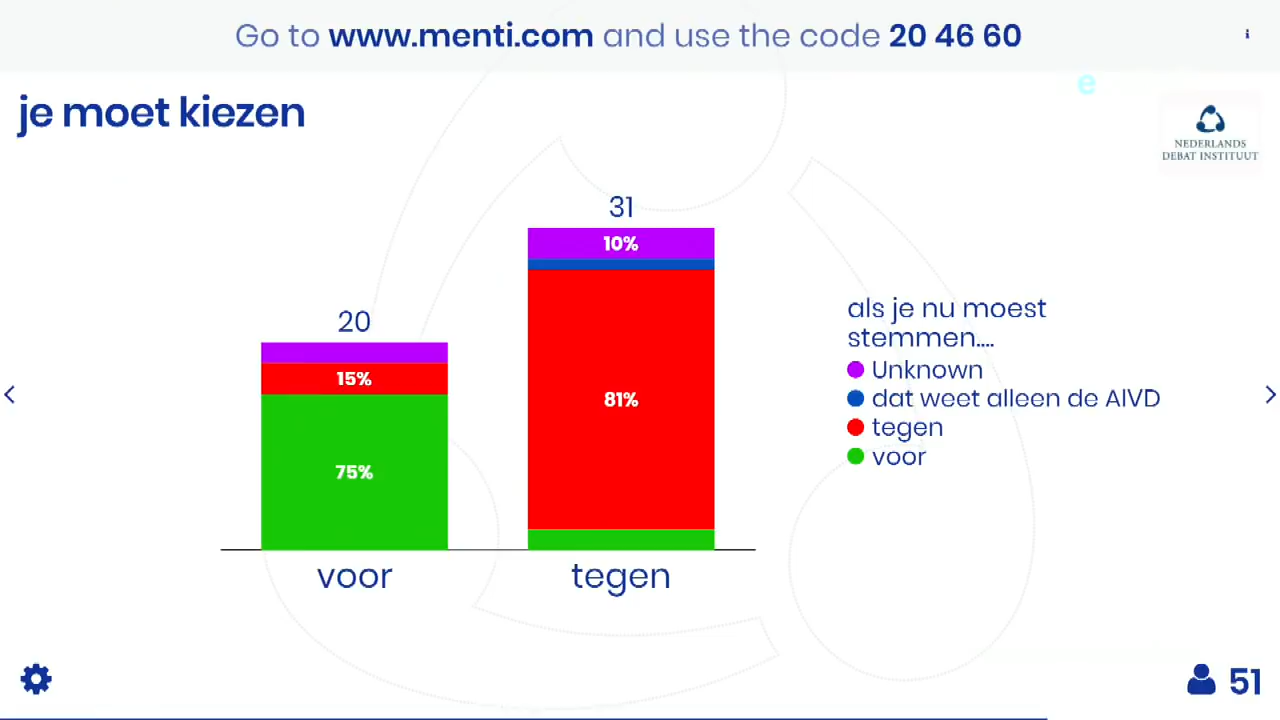 Go to www.menti.com and use the code 20 46 60
i
e
je moet kiezen
NEDERLANDS
DEBAT INSTITUUT
31
10%
20
15%
81%
75%
als je nu moest
stemmen....
Unknown
dat weet alleen de AIVD
tegen
voor
voor
tegen
51